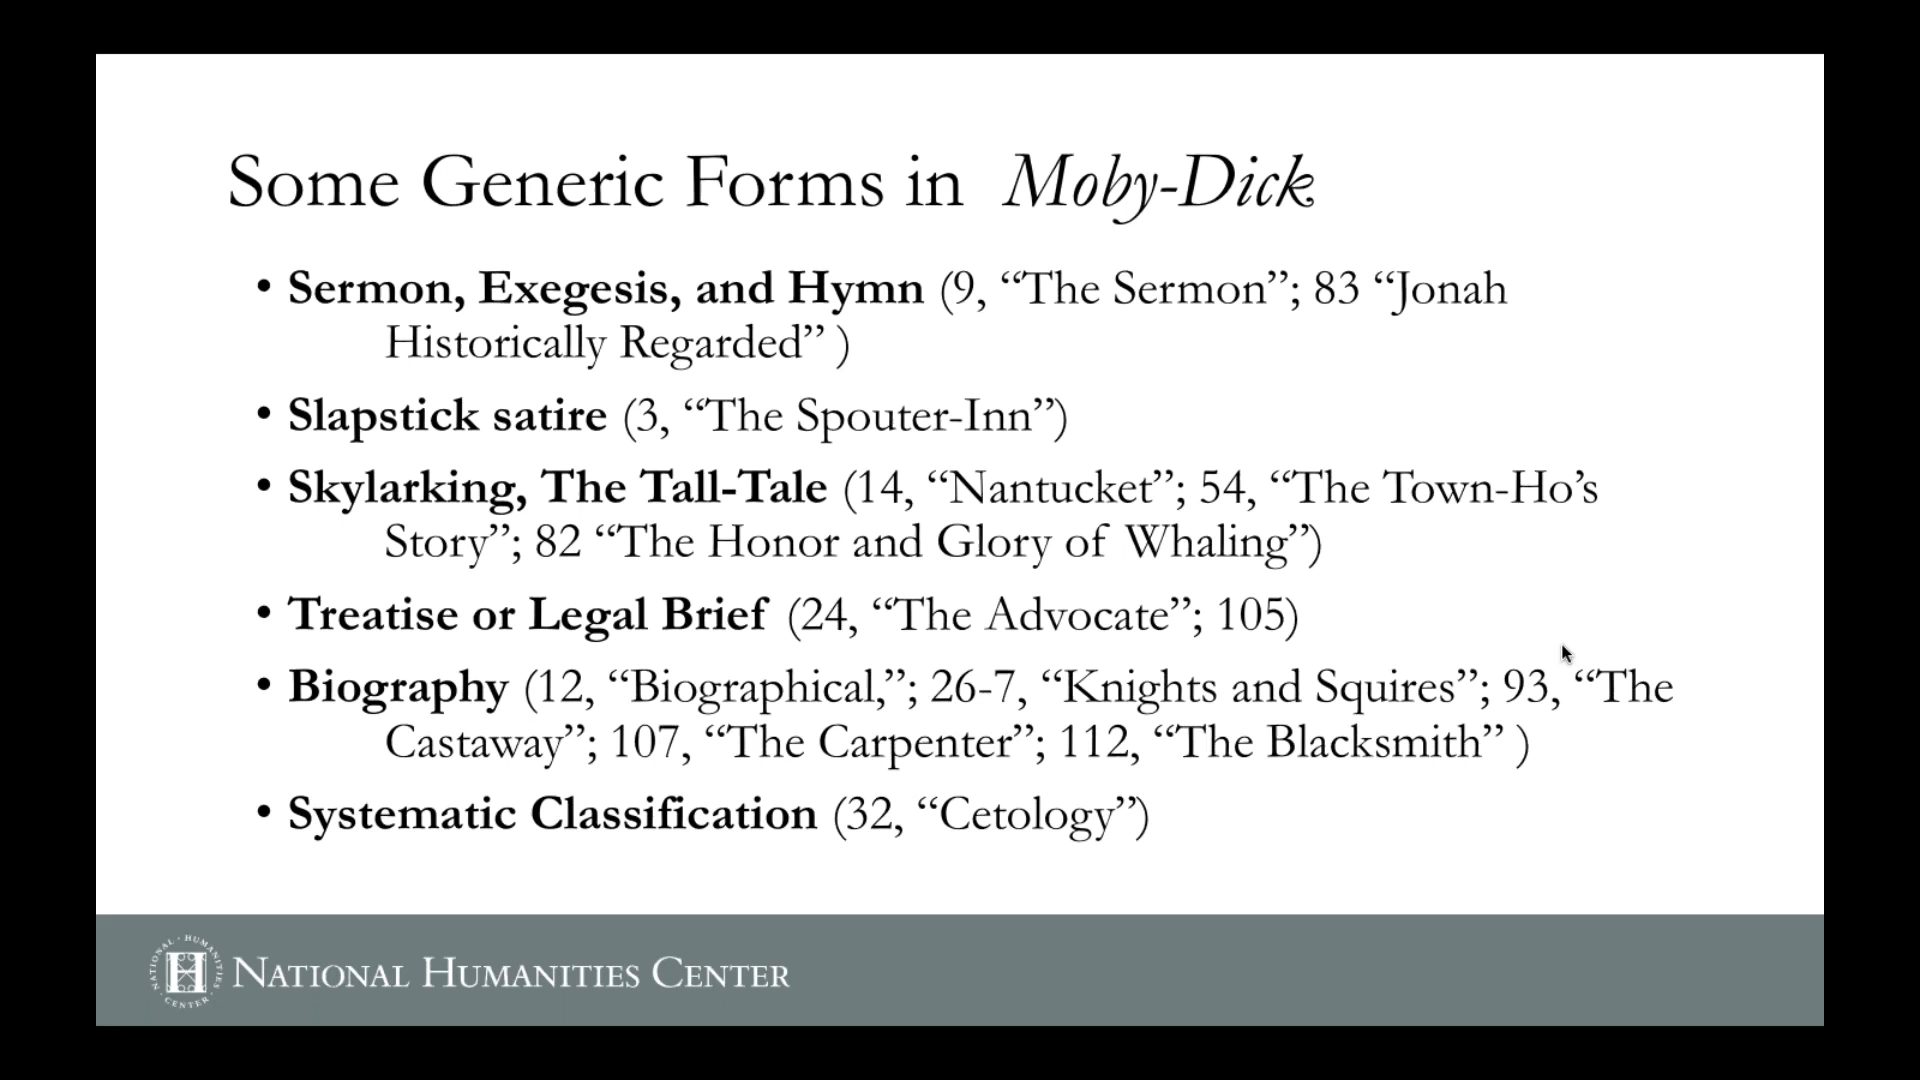 Some Generic Forms in Moby-Dick
• Sermon, Exegesis, and Hymn (9, “The Sermon”; 83 “Jonah
Historically Regarded” )
• Slapstick satire (3, “The Spouter-Inn”)
• Skylarking, The Tall-Tale (14, “Nantucket”; 54, “The Town-Ho’s
Story”; 82 “The Honor and Glory of Whaling”)
• Treatise or Legal Brief (24, “The Advocate”; 105)
• Biography (12, “Biographical,”; 26-7, “Knights and Squires”; 93, “The
Castaway”; 107, “The Carpenter”; 112, “The Blacksmith” )
• Systematic Classification (32, “Cetology”)
NATIONAL · HUMANITIES · CENTER ·
H
NATIONAL HUMANITIES CENTER